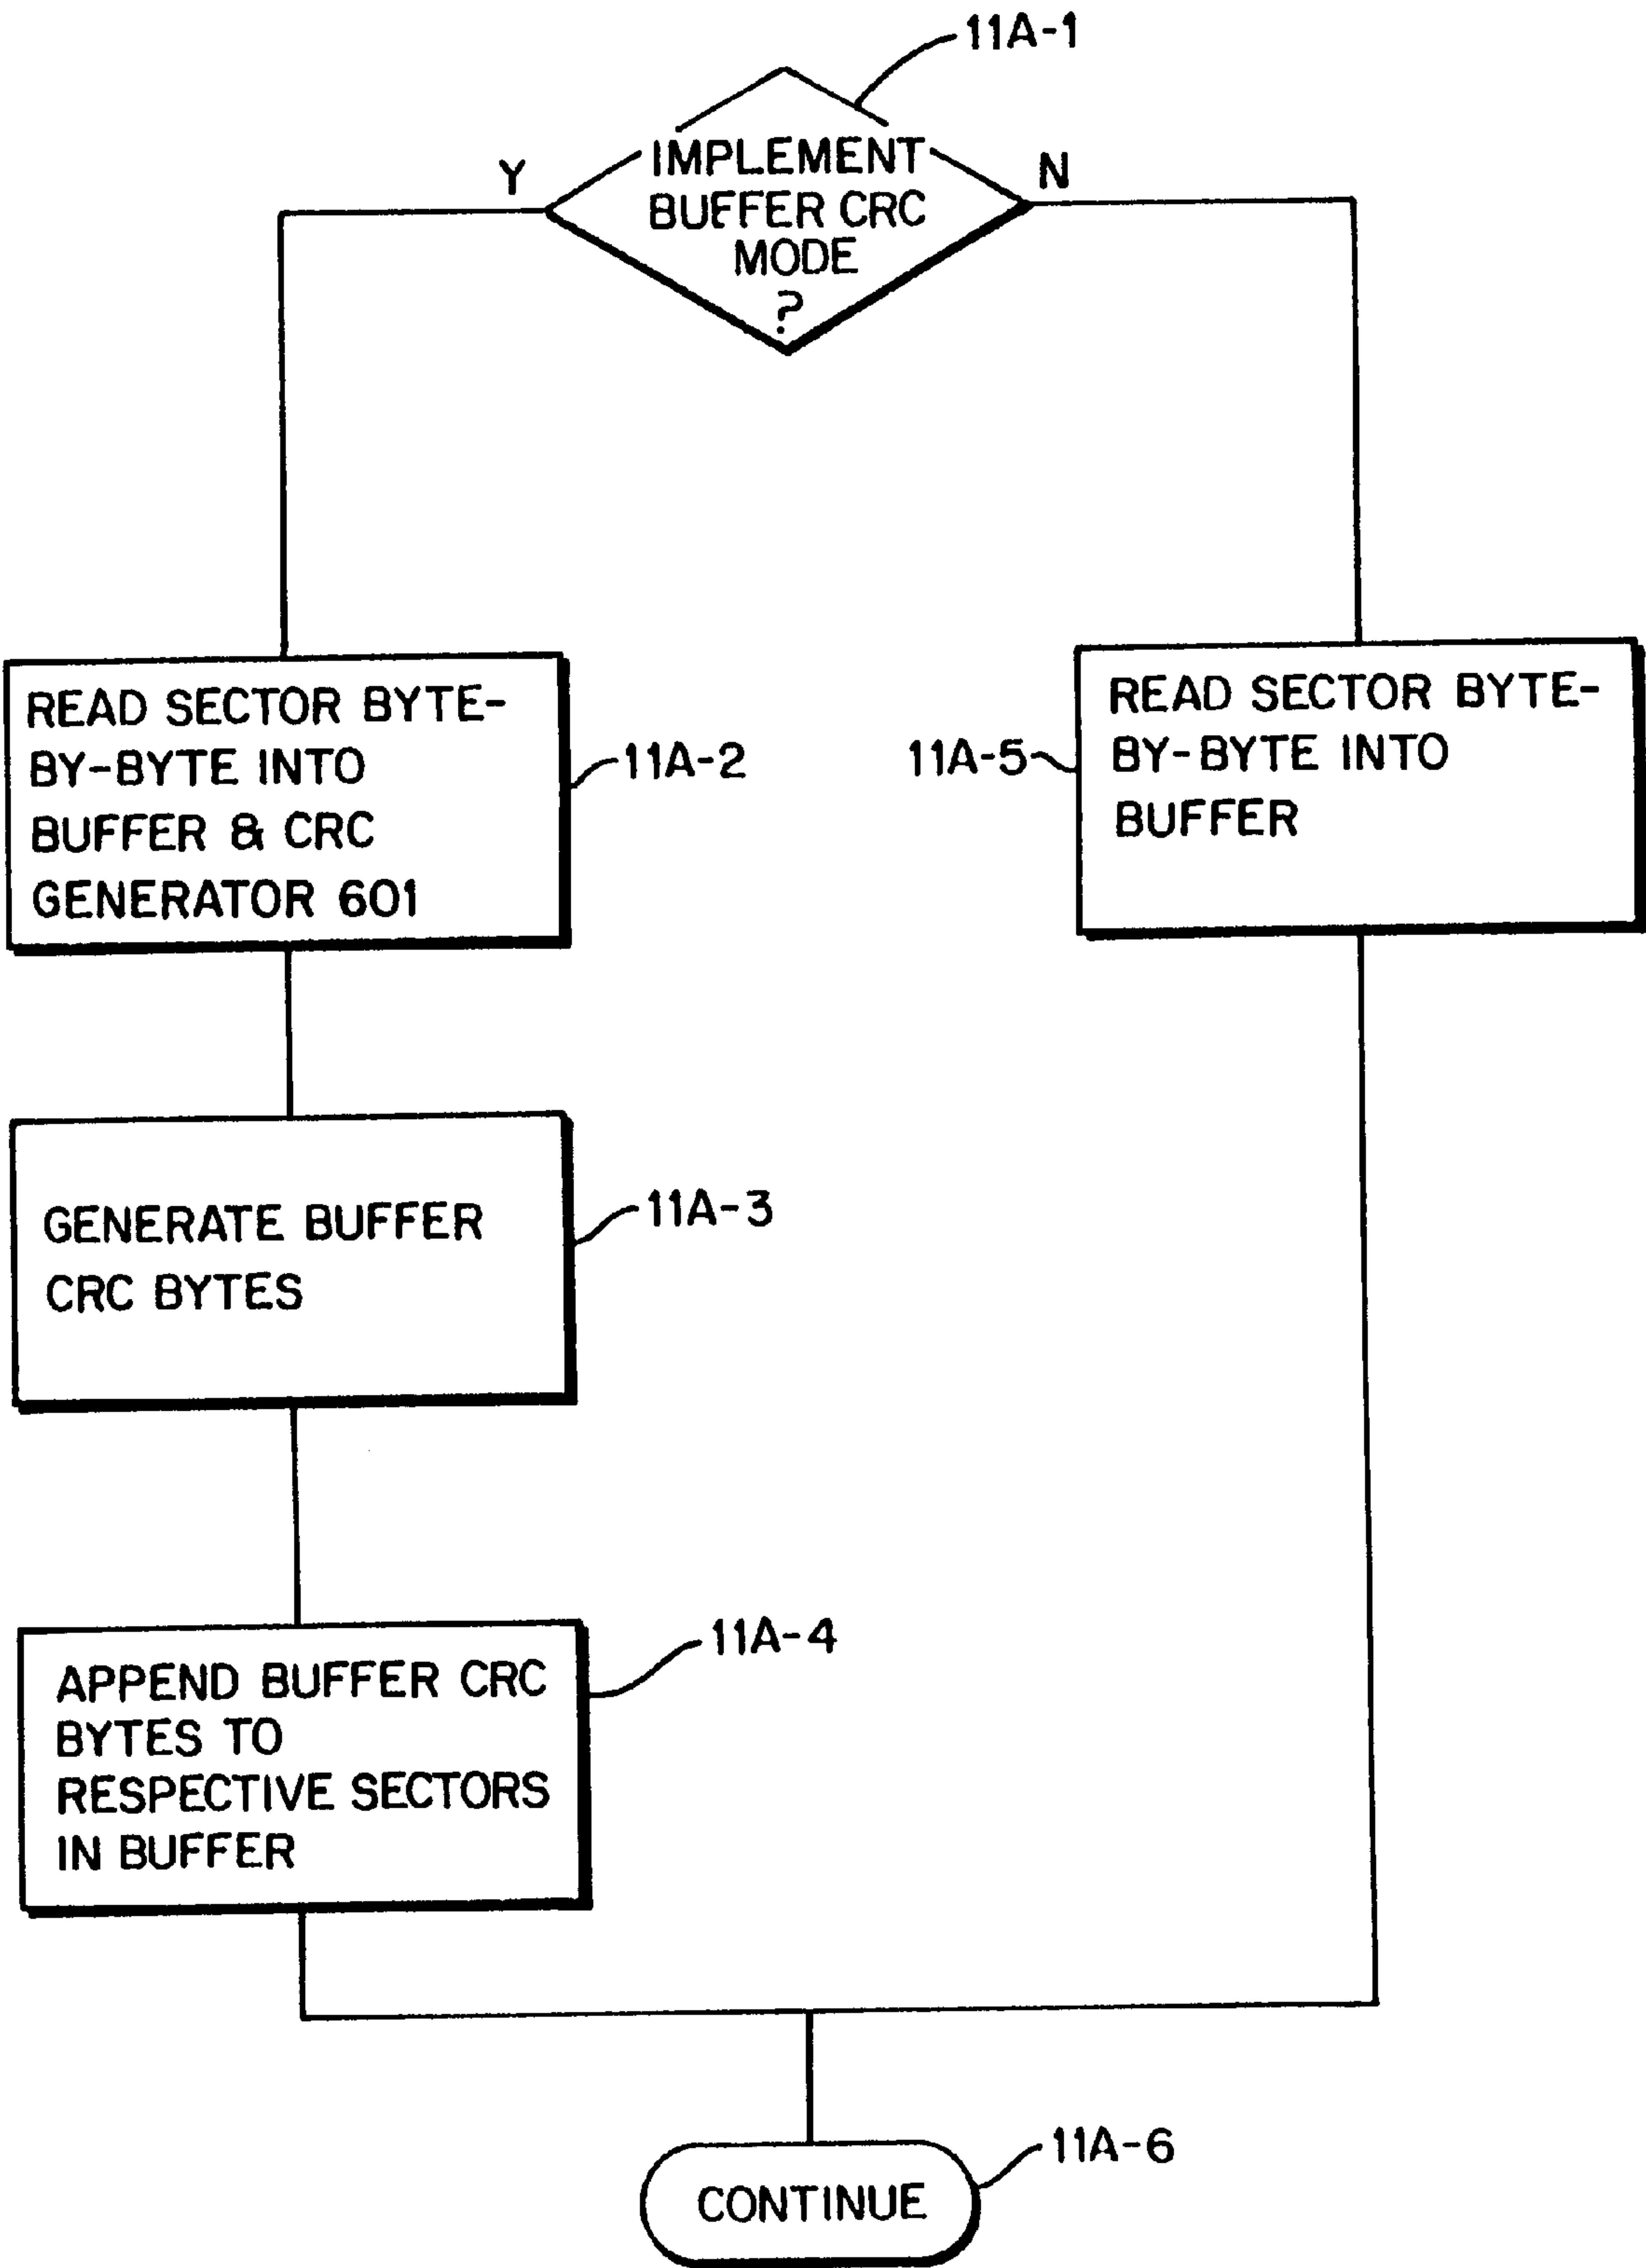 11A-1
IMPLEMENT
BUFFER CRC
MODE
?
Y
N
READ SECTOR BYTE-
BY-BYTE INTO
BUFFER & CRC
GENERATOR 601
11A-2
11A-5
READ SECTOR BYTE-
BY-BYTE INTO
BUFFER
GENERATE BUFFER
CRC BYTES
11A-3
APPEND BUFFER CRC
BYTES TO
RESPECTIVE SECTORS
IN BUFFER
11A-4
CONTINUE
11A-6